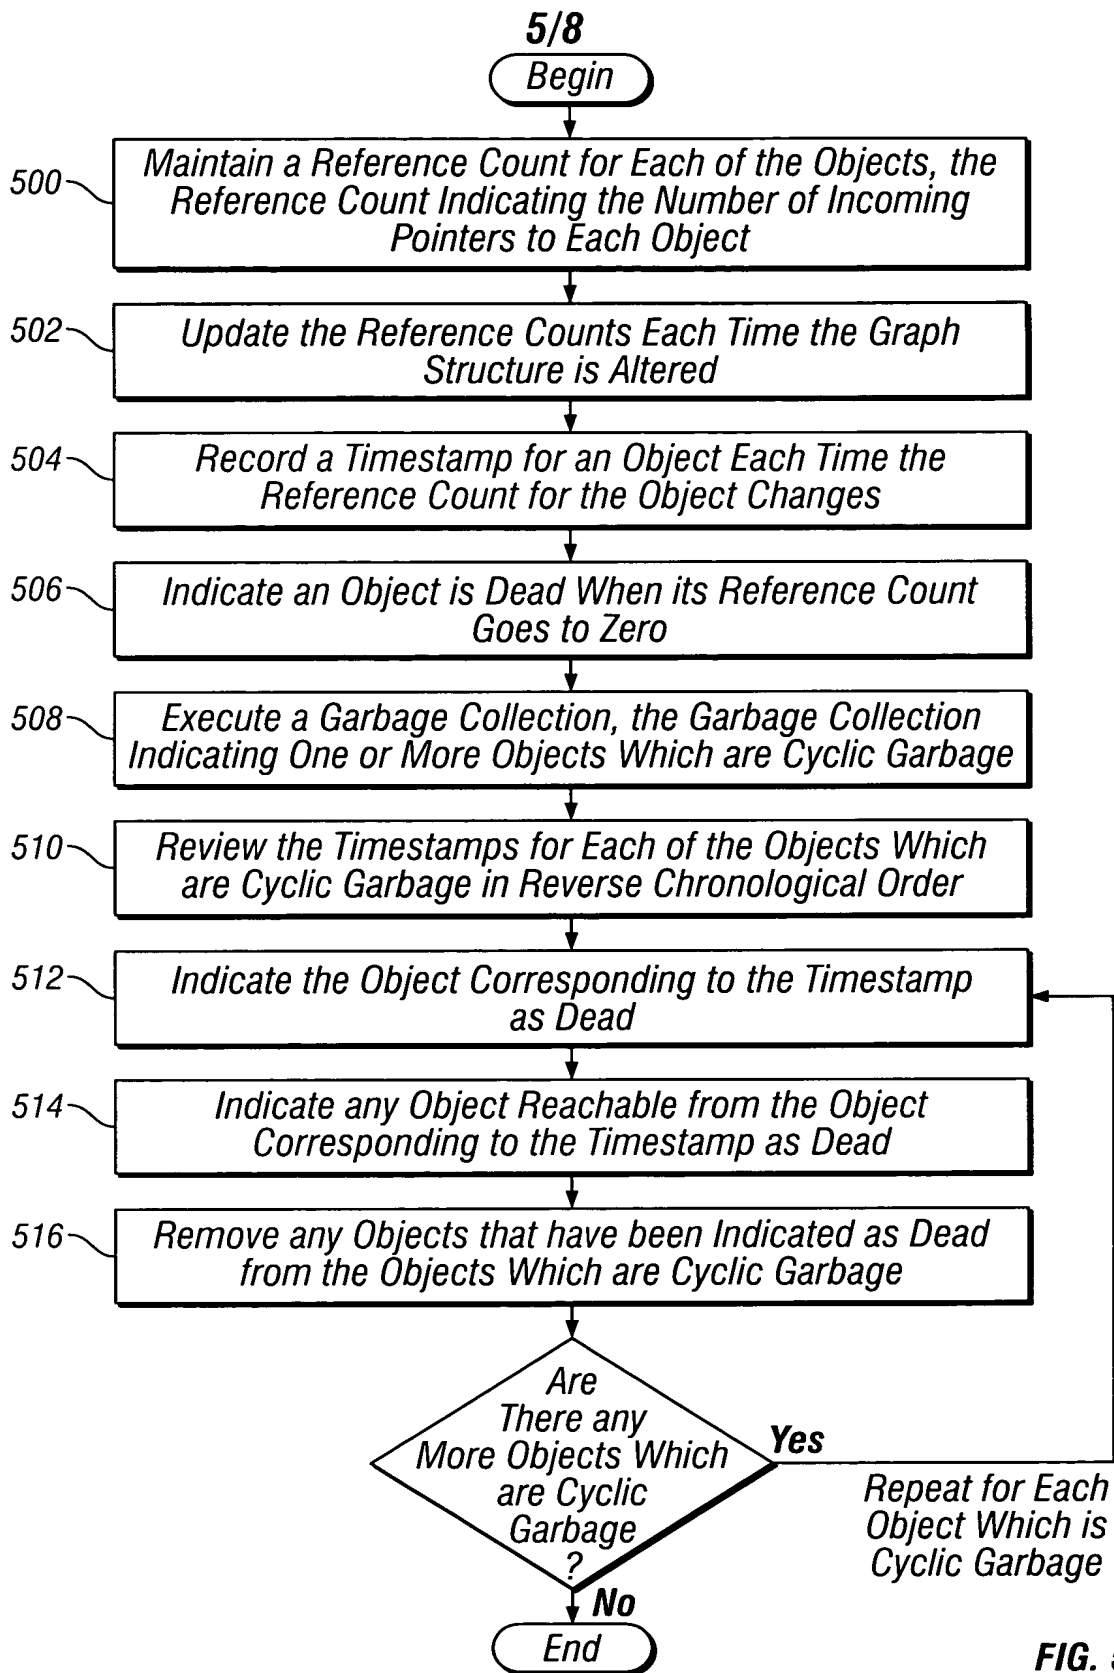 5/8
Begin
500
Maintain a Reference Count for Each of the Objects, the
Reference Count Indicating the Number of Incoming
Pointers to Each Object
502
Update the Reference Counts Each Time the Graph
Structure is Altered
504
Record a Timestamp for an Object Each Time the
Reference Count for the Object Changes
506
Indicate an Object is Dead When its Reference Count
Goes to Zero
508
Execute a Garbage Collection, the Garbage Collection
Indicating One or More Objects Which are Cyclic Garbage
510
Review the Timestamps for Each of the Objects Which
are Cyclic Garbage in Reverse Chronological Order
512
Indicate the Object Corresponding to the Timestamp
as Dead
514
Indicate any Object Reachable from the Object
Corresponding to the Timestamp as Dead
516
Remove any Objects that have been Indicated as Dead
from the Objects Which are Cyclic Garbage
Are
There any
More Objects Which
are Cyclic
Garbage
?
Yes
Repeat for Each
Object Which is
Cyclic Garbage
No
End
FIG.